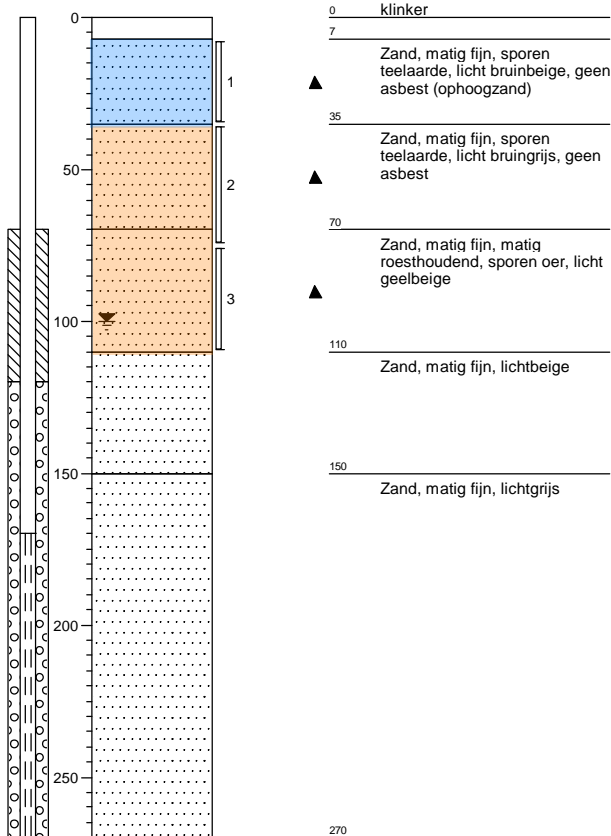 0
50
100
150
200
250
1
2
3
0
klinker
7
Zand, matig fijn, sporen
teelaarde, licht bruinbeige, geen
asbest (ophoogzand)
35
Zand, matig fijn, sporen
teelaarde, licht bruingrijs, geen
asbest
70
Zand, matig fijn, matig
roesthoudend, sporen oer, licht
geelbeige
110
Zand, matig fijn, lichtbeige
150
Zand, matig fijn, lichtgrijs
270